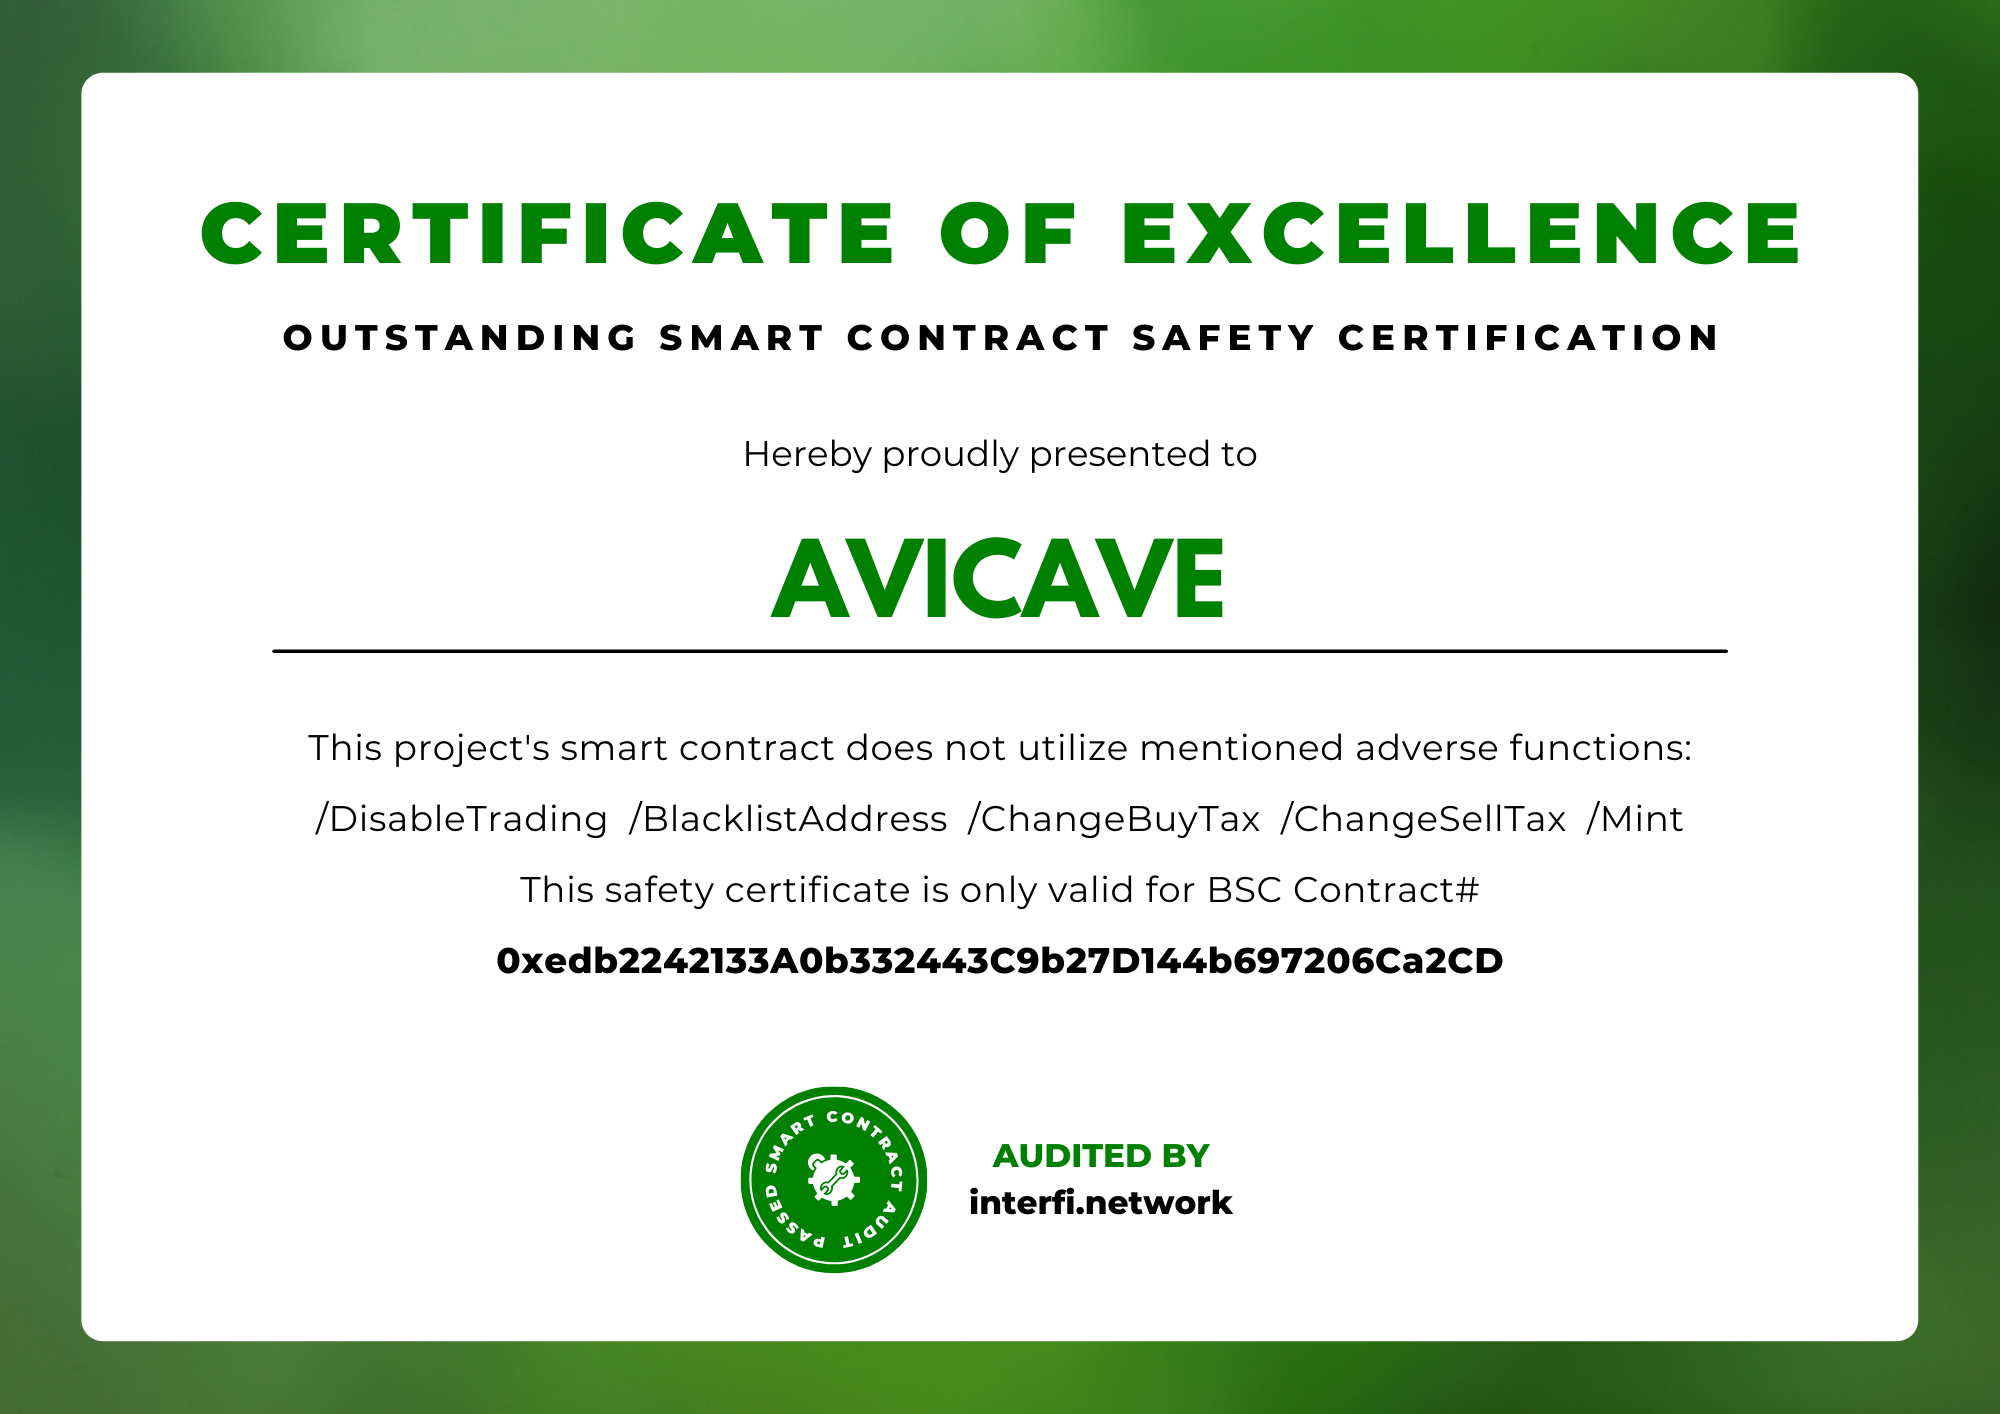 CERTIFICATE OF EXCELLENCE
OUTSTANDING SMART CONTRACT SAFETY CERTIFICATION
Hereby proudly presented to
AVICAVE
This project's smart contract does not utilize mentioned adverse functions:
/DisableTrading /BlacklistAddress /ChangeBuyTax /ChangeSellTax /Mint
This safety certificate is only valid for BSC Contract#
0xedb2242133A0b332443C9b27D144b697206Ca2CD
PASSED SMART CONTRACT AUDIT
AUDITED BY
interfi.network